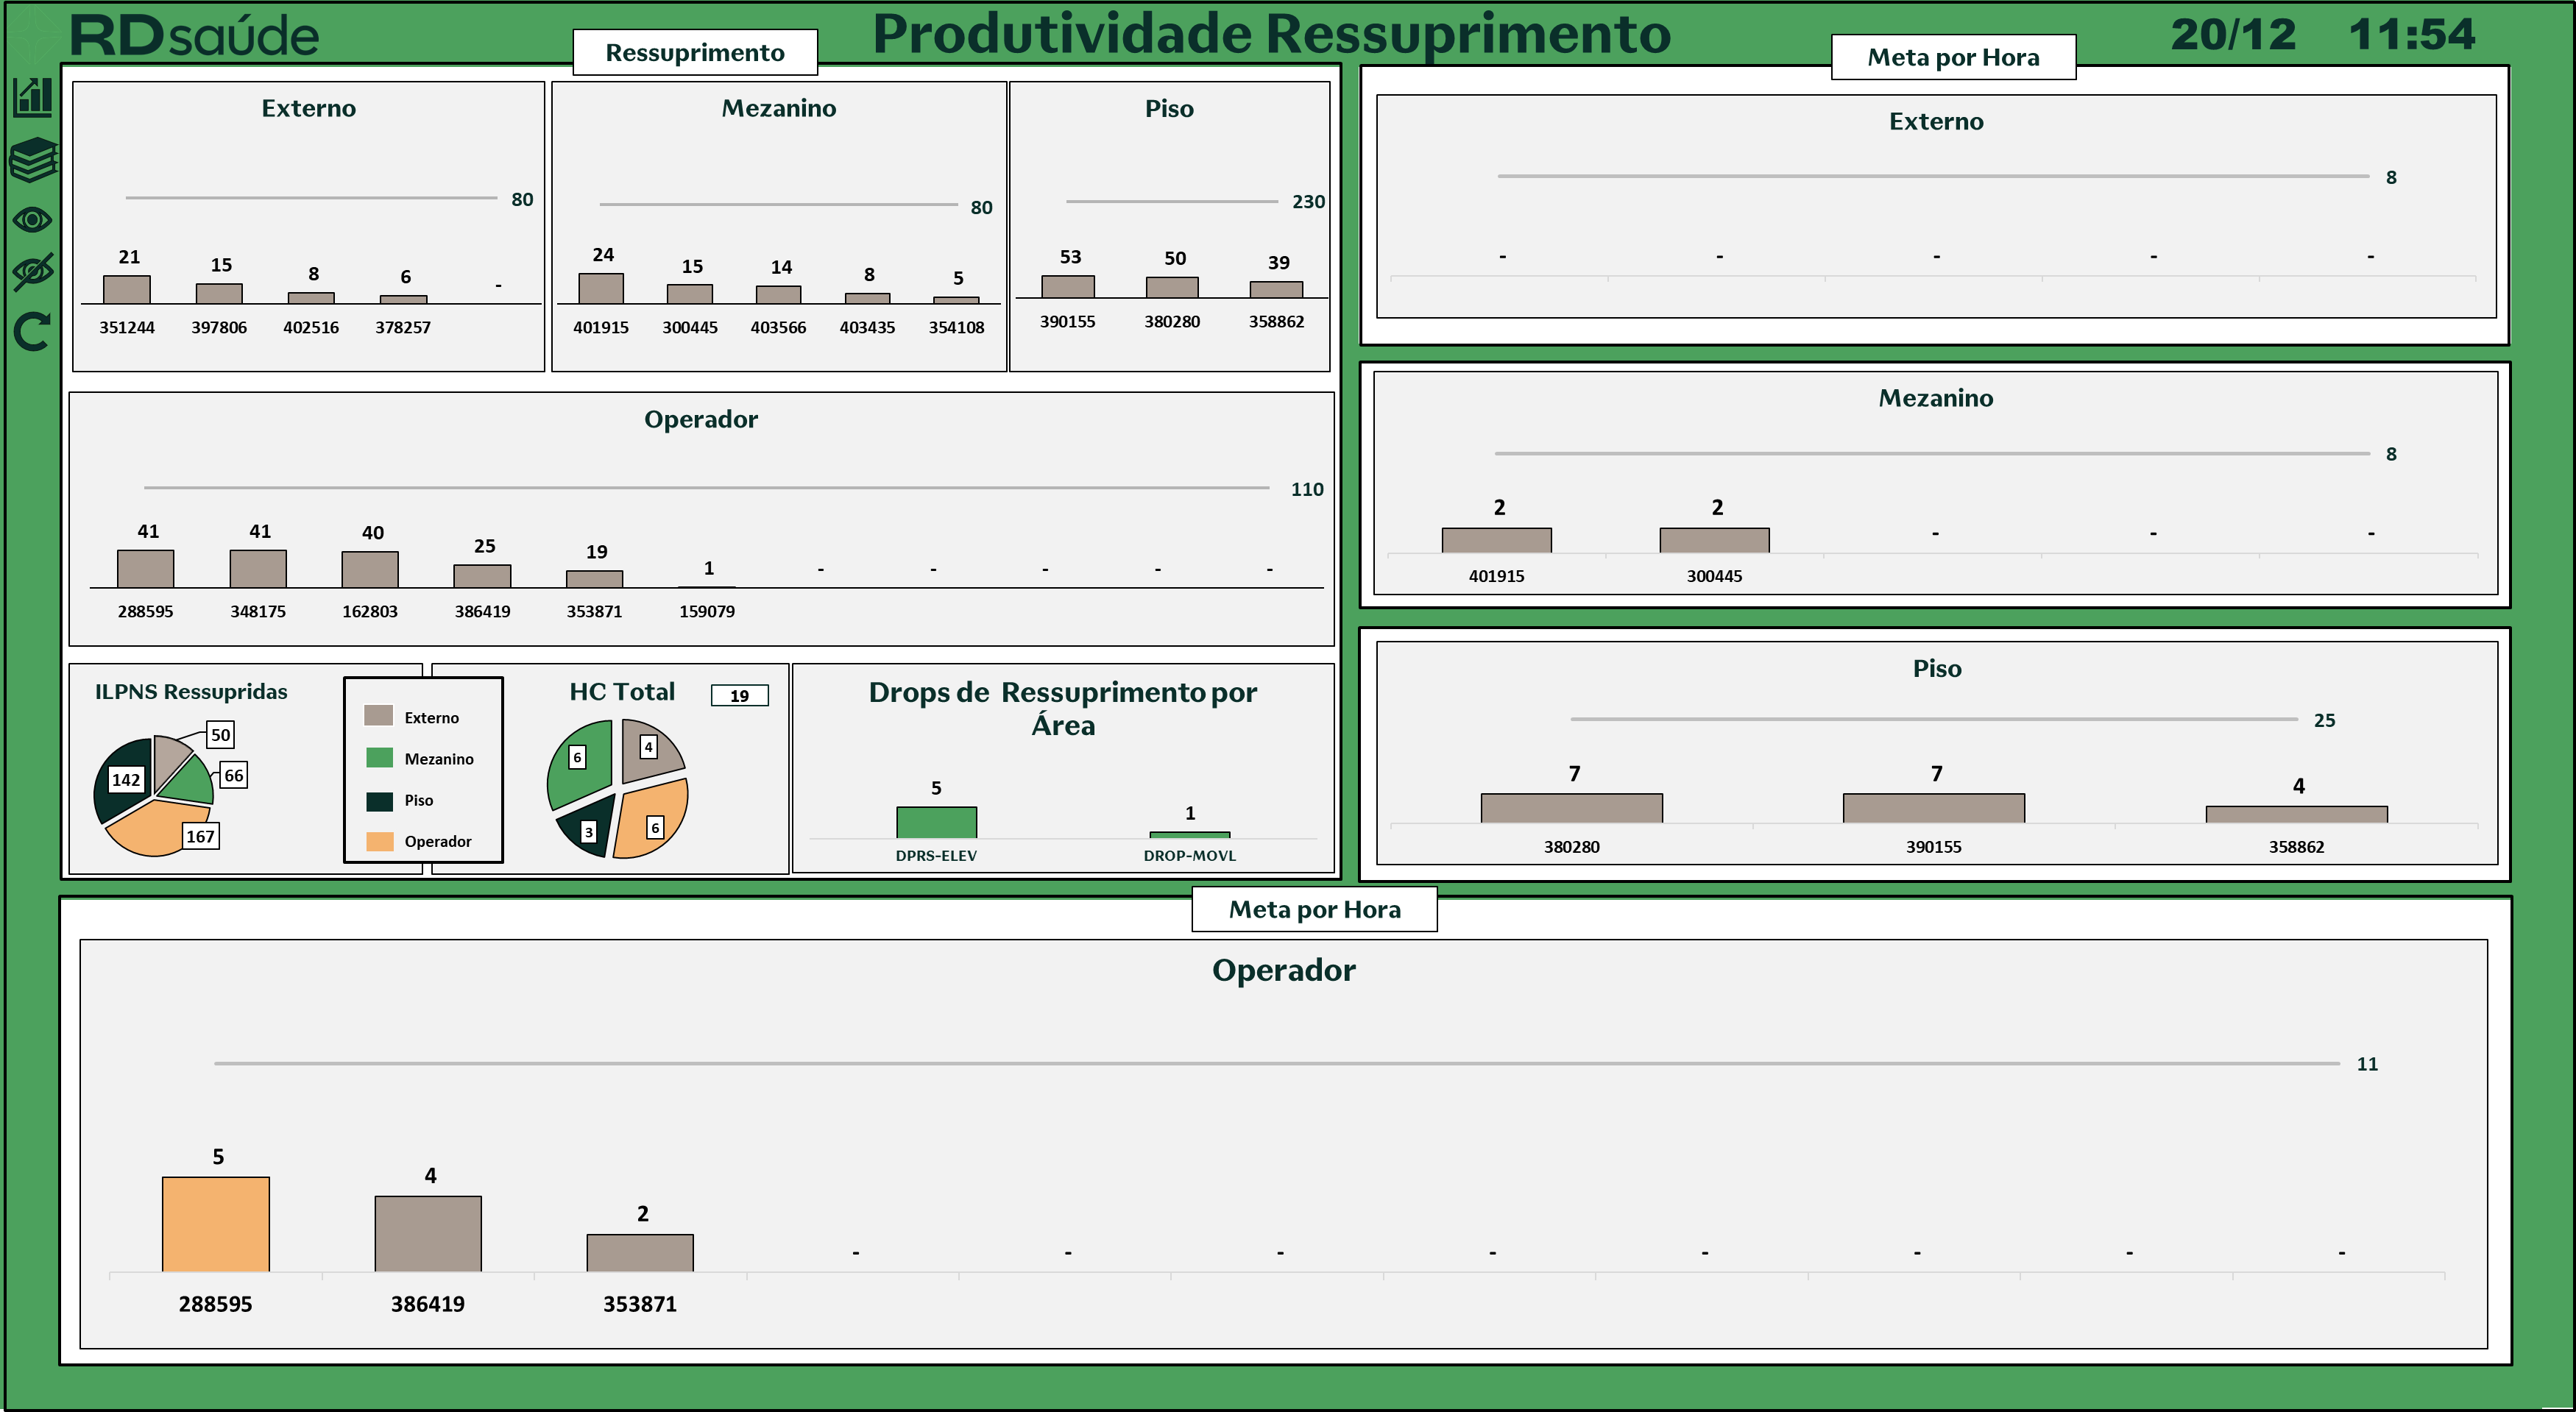 RDsaúde
Produtividade Ressuprimento
20/12 11:54
Ressuprimento
Externo
80
21 15 8 6 -
351244 397806 402516 378257
Mezanino
80
24 15 14 8 5
401915 300445 403566 403435 354108
Piso
230
53 50 39
390155 380280 358862
Operador
110
41 41 40 25 19 1 - - - - -
288595 348175 162803 386419 353871 159079
ILPNS Ressupridas
50
66
142
167
Externo
Mezanino
Piso
Operador
HC Total
19
6 4
3 6
Drops de Ressuprimento por
Área
5 1
DPRS-ELEV DROP-MOVL
Meta por Hora
Externo
8
- - - - -
Mezanino
8
2 2 - - -
401915 300445
Piso
25
7 7 4
380280 390155 358862
Meta por Hora
Operador
11
5 4 2 - - - - - - - -
288595 386419 353871